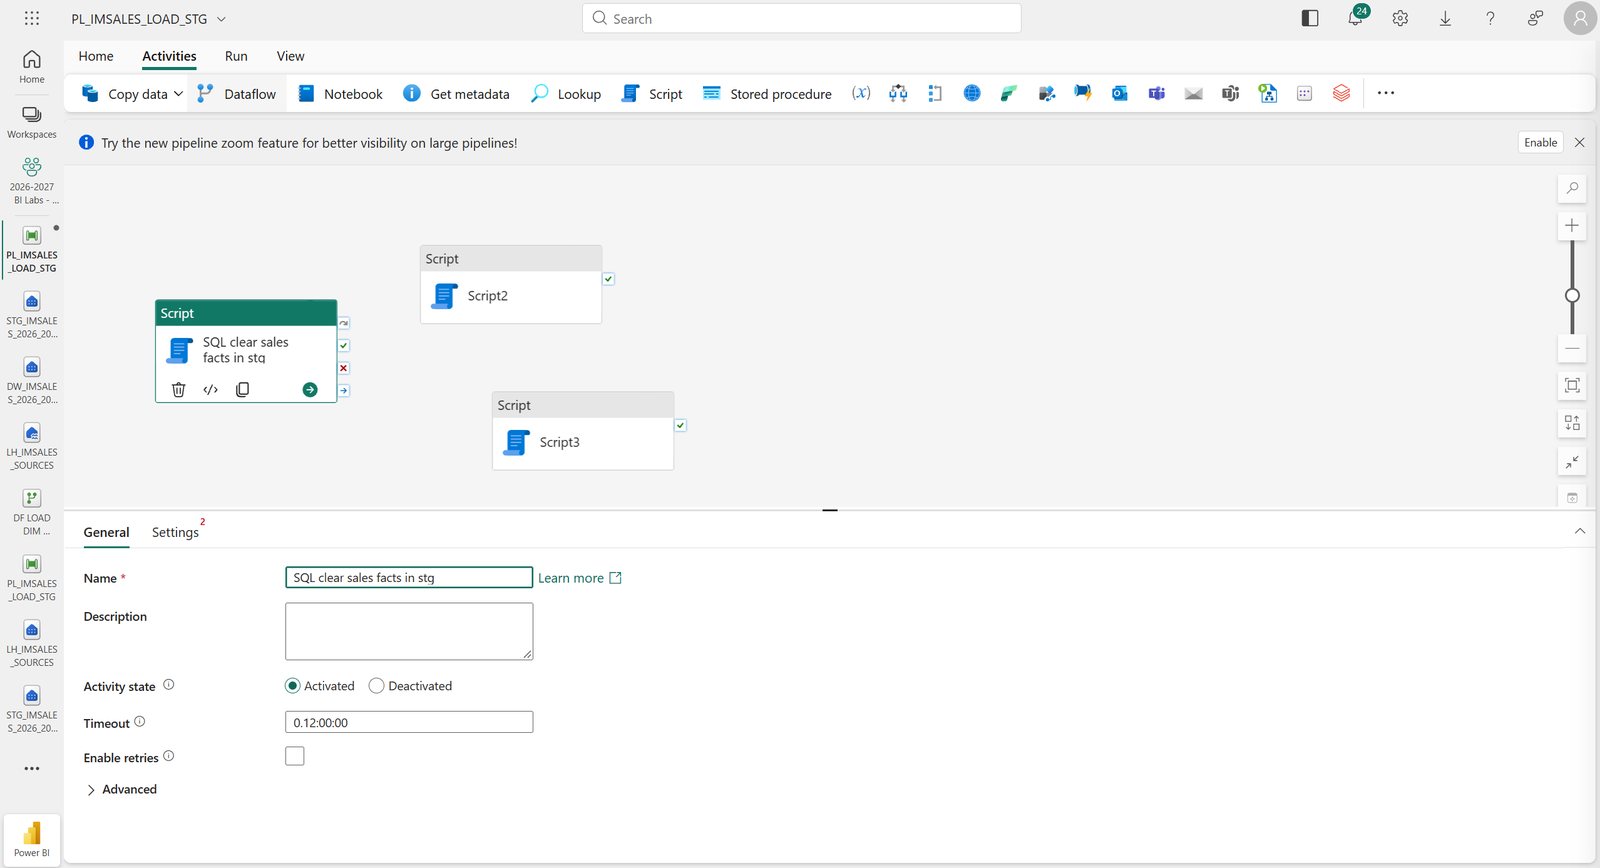 PL_IMSALES_LOAD_STG
Search
24
Home
Activities
Run
View
Copy data
Dataflow
Notebook
Get metadata
Lookup
Script
Stored procedure
(x)
Try the new pipeline zoom feature for better visibility on large pipelines!
Enable
Home
Workspaces
2026-2027
BI Labs - ...
PL_IMSALES
_LOAD_STG
STG_IMSALE
S_2026_20...
DW_IMSALE
S_2026_20...
LH_IMSALES
_SOURCES
DF LOAD
DIM ...
PL_IMSALES
_LOAD_STG
LH_IMSALES
_SOURCES
STG_IMSALE
S_2026_20...
Power BI
Script
SQL clear sales
facts in stg
Script
Script2
Script
Script3
General
Settings
2
Name *
SQL clear sales facts in stg
Learn more
Description
Activity state
Activated
Deactivated
Timeout
0.12:00:00
Enable retries
Advanced